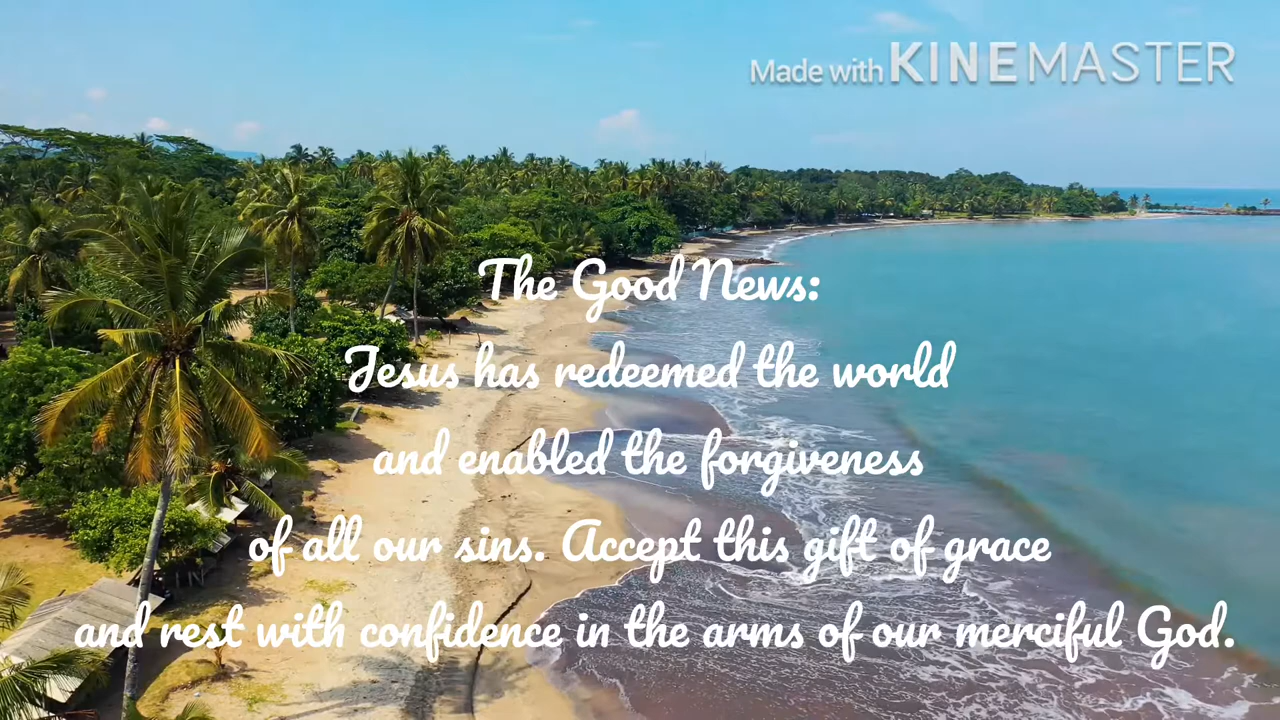 Made with KINEMASTER
The Good News:
Jesus has redeemed the world
and enabled the forgiveness
of all our sins. Accept this gift of grace
and rest with confidence in the arms of our merciful God.